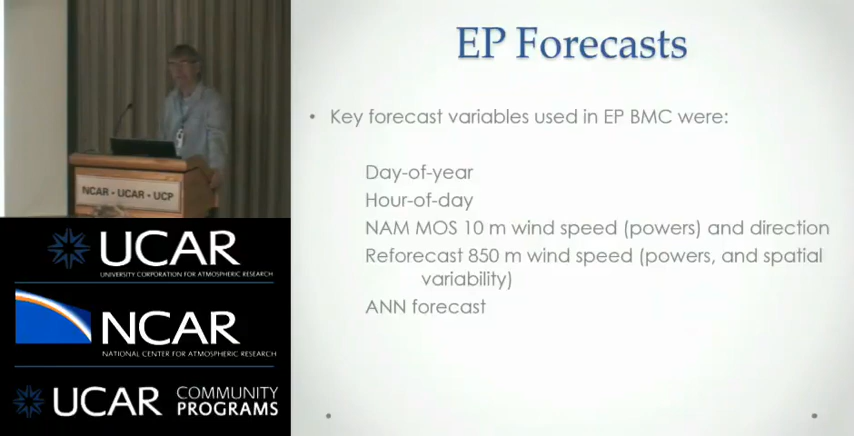 EP Forecasts
• Key forecast variables used in EP BMC were:
Day-of-year
Hour-of-day
NAM MOS 10 m wind speed (powers) and direction
Reforecast 850 m wind speed (powers, and spatial
variability)
ANN forecast
NCAR • UCAR • UCP
UCAR
UNIVERSITY CORPORATION FOR ATMOSPHERIC RESEARCH
NCAR
NATIONAL CENTER FOR ATMOSPHERIC RESEARCH
UCAR COMMUNITY
PROGRAMS